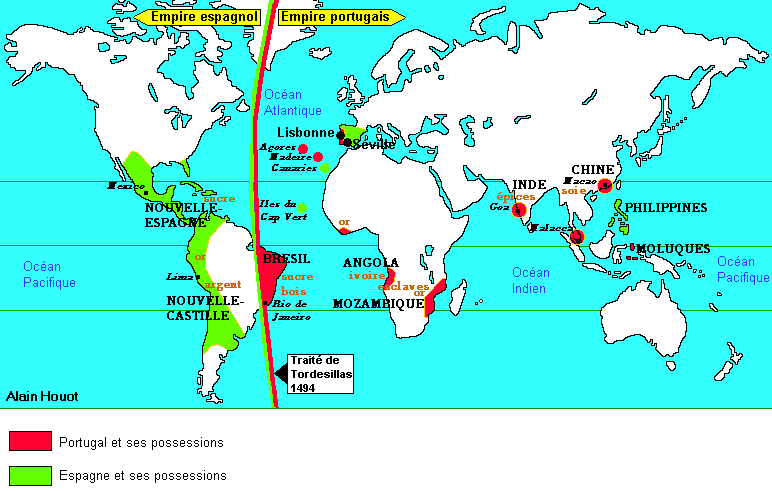 Empire espagnol
Empire portugais
Océan
Atlantique
Lisbonne
Séville
Açores
Madeire
Canaries
Mexico
sucre
NOUVELLE-
ESPAGNE
Iles du
Cap Vert
or
CHINE
Macao
soie
INDE
épices
Goa
Malacca
PHILIPPINES
MOLUQUES
Océan
Pacifique
Lima
or
argent
NOUVELLE-
CASTILLE
BRESIL
sucre
bois
Rio de
Janeiro
ANGOLA
ivoire
esclaves
or
MOZAMBIQUE
Océan
Indien
Océan
Pacifique
Traité de
Tordesillas
1494
Alain Houot
Portugal et ses possessions
Espagne et ses possessions